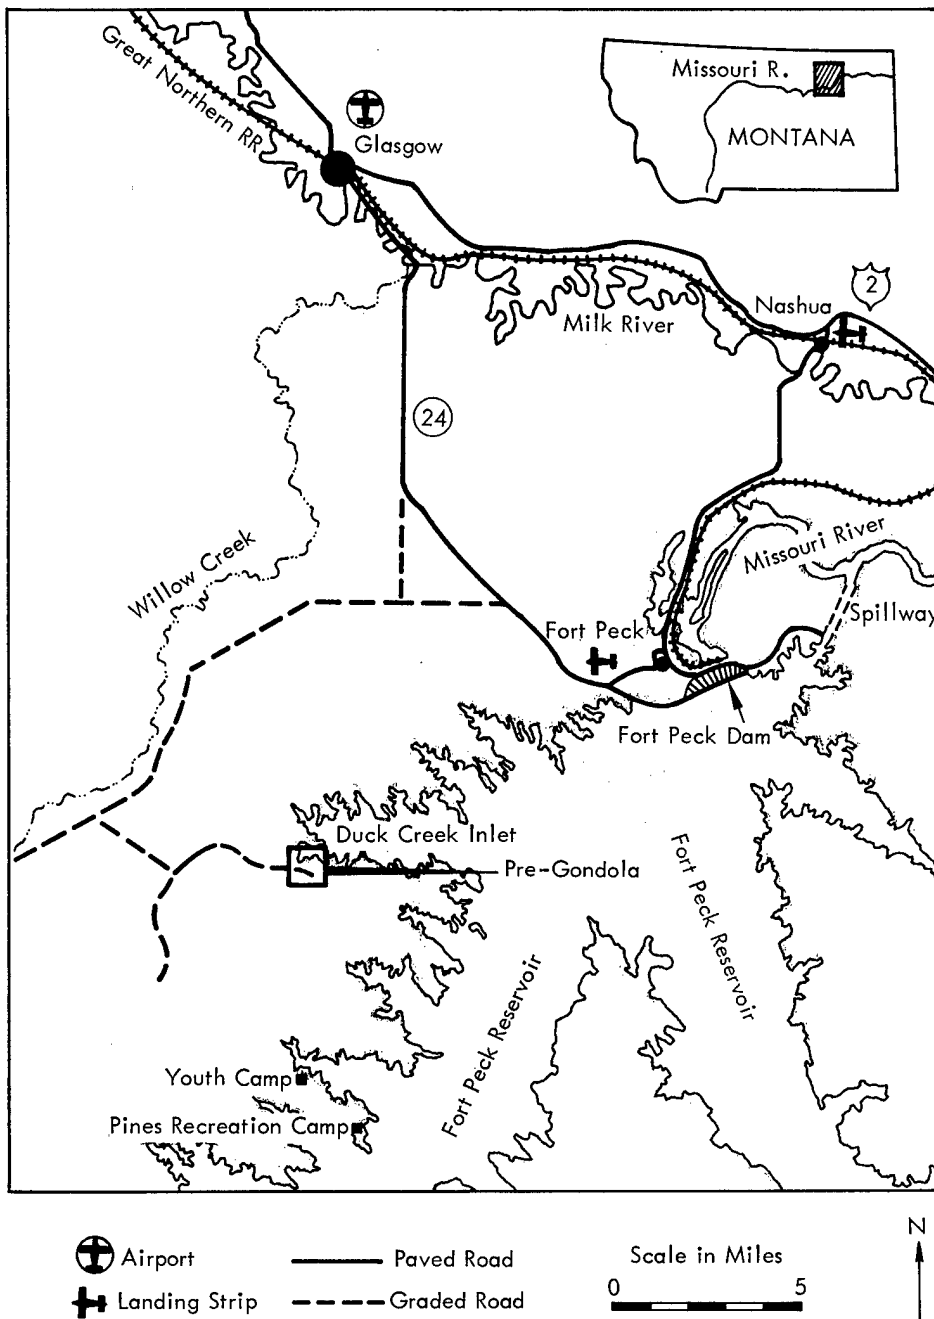 Great Northern RR
Glasgow
Missouri R.
MONTANA
Nashua
2
Milk River
24
Willow Creek
Missouri River
Spillway
Fort Peck
Fort Peck Dam
Duck Creek Inlet
Pre-Gondola
Fort Peck Reservoir
Fort Peck Reservoir
Youth Camp
Pines Recreation Camp
N
Airport
Paved Road
Scale in Miles
Landing Strip
Graded Road
0 5